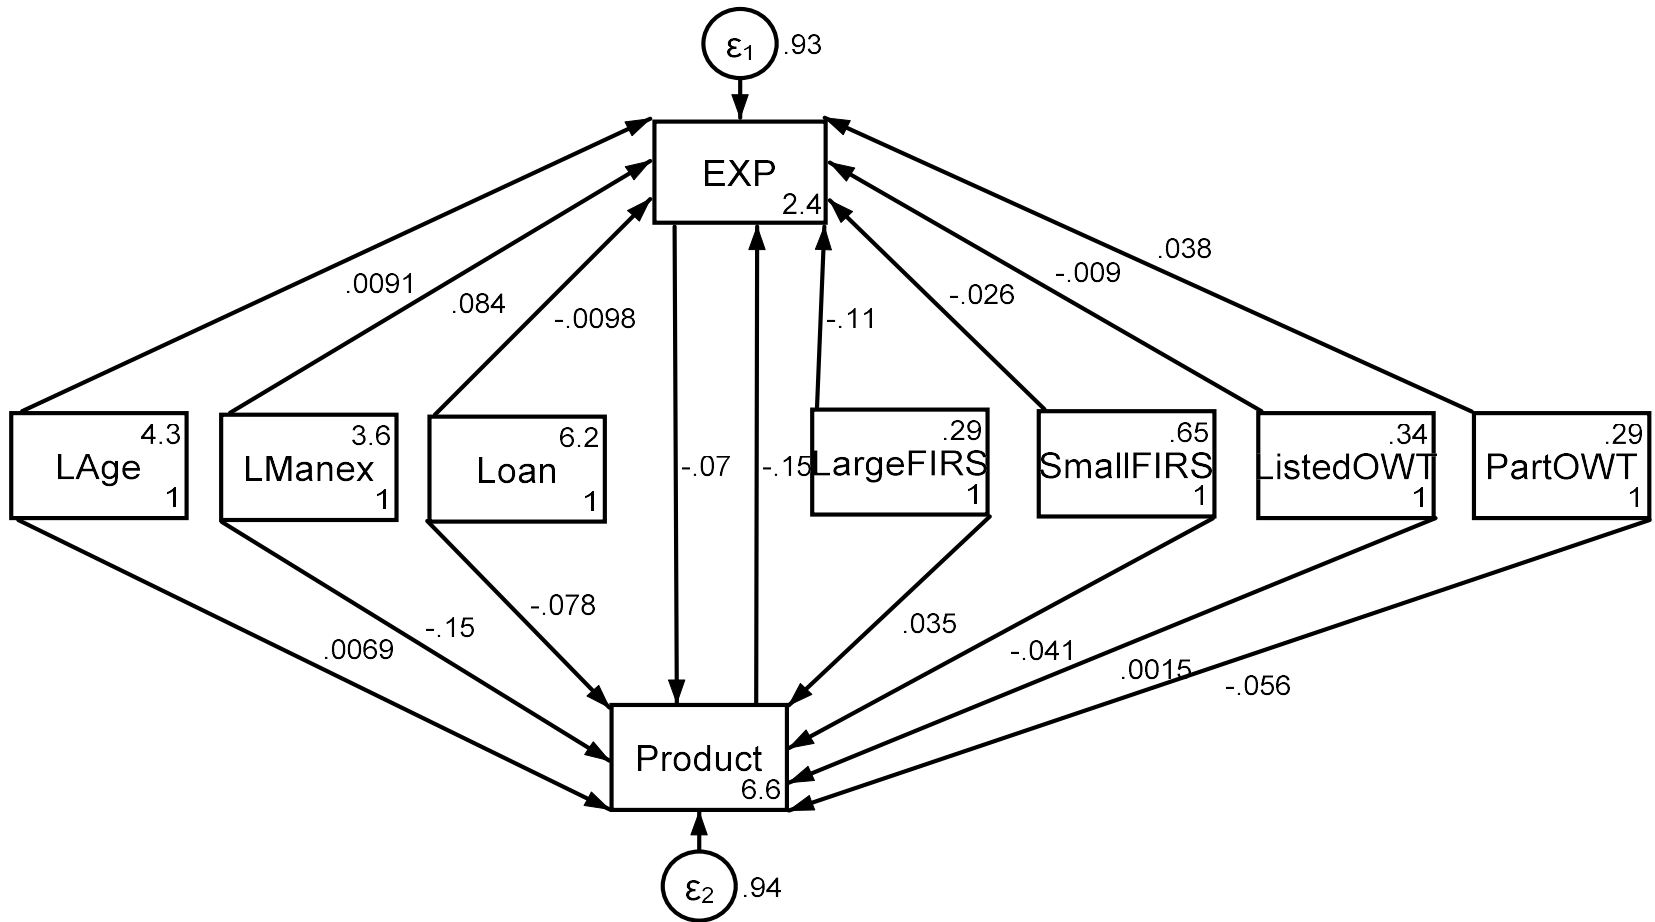 ε1 .93
EXP
2.4
.038
-.009
.0091
-.026
.084
-.0098
-.11
4.3
LAge
1
3.6
LManex
1
6.2
Loan
1
-.07
-.15
.29
LargeFIRS
1
.65
SmallFIRS
1
.34
ListedOWT
1
.29
PartOWT
1
-.078
.035
-.15
.0069
-.041
.0015
-.056
Product
6.6
ε2 .94